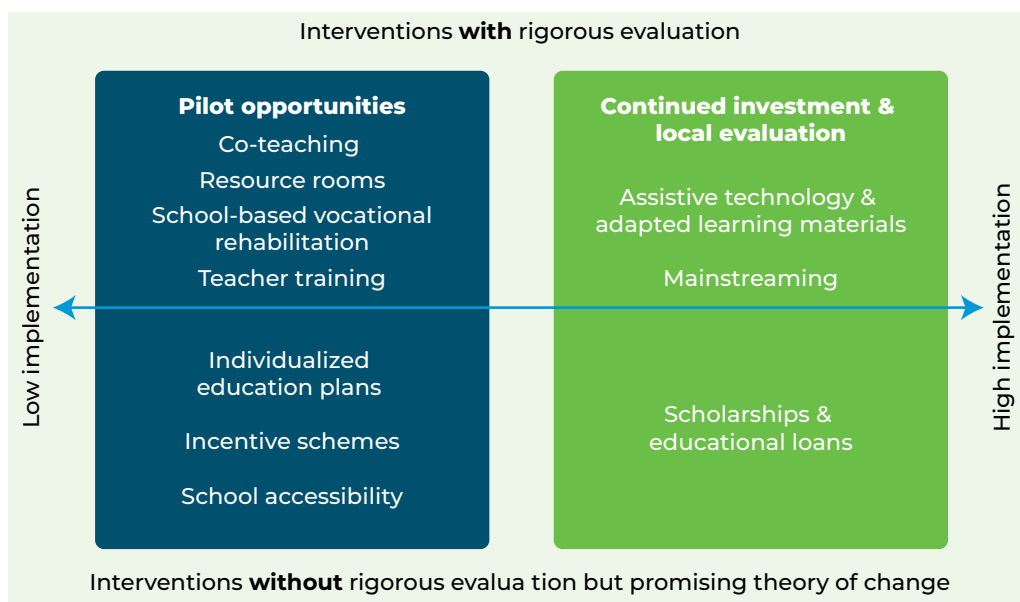 Interventions with rigorous evaluation
Pilot opportunities
Co-teaching
Resource rooms
School-based vocational
rehabilitation
Teacher training
Individualized
education plans
Incentive schemes
School accessibility
Continued investment &
local evaluation
Assistive technology &
adapted learning materials
Mainstreaming
Scholarships &
educational loans
Low implementation
High implementation
Interventions without rigorous evalua tion but promising theory of change